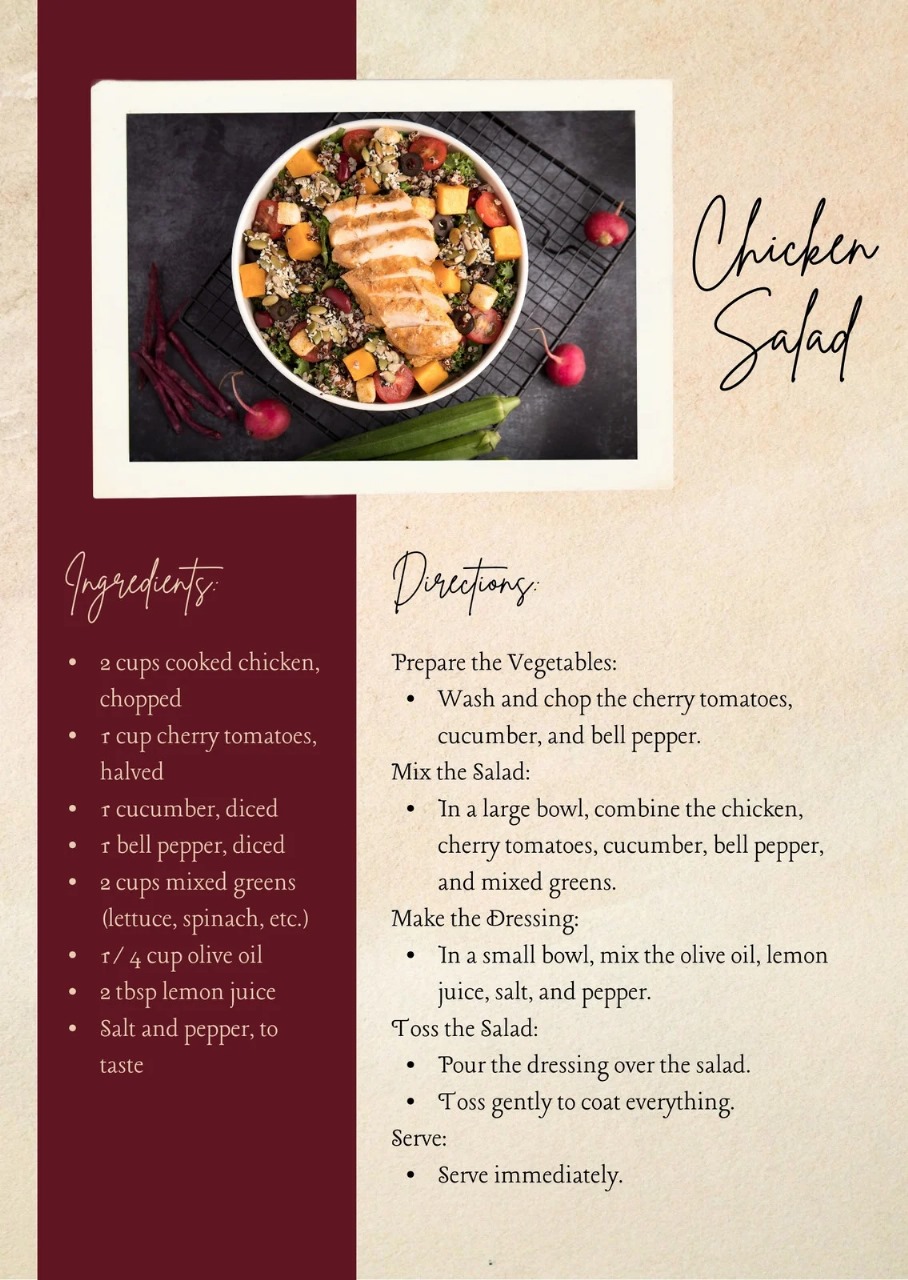 Chicken
Salad
Ingredients:
• 2 cups cooked chicken,
chopped
• 1 cup cherry tomatoes,
halved
• 1 cucumber, diced
• 1 bell pepper, diced
• 2 cups mixed greens
(lettuce, spinach, etc.)
• 1/4 cup olive oil
• 2 tbsp lemon juice
• Salt and pepper, to
taste
Directions:
Prepare the Vegetables:
• Wash and chop the cherry tomatoes,
cucumber, and bell pepper.
Mix the Salad:
• In a large bowl, combine the chicken,
cherry tomatoes, cucumber, bell pepper,
and mixed greens.
Make the Dressing:
• In a small bowl, mix the olive oil, lemon
juice, salt, and pepper.
Toss the Salad:
• Pour the dressing over the salad.
• Toss gently to coat everything.
Serve:
• Serve immediately.